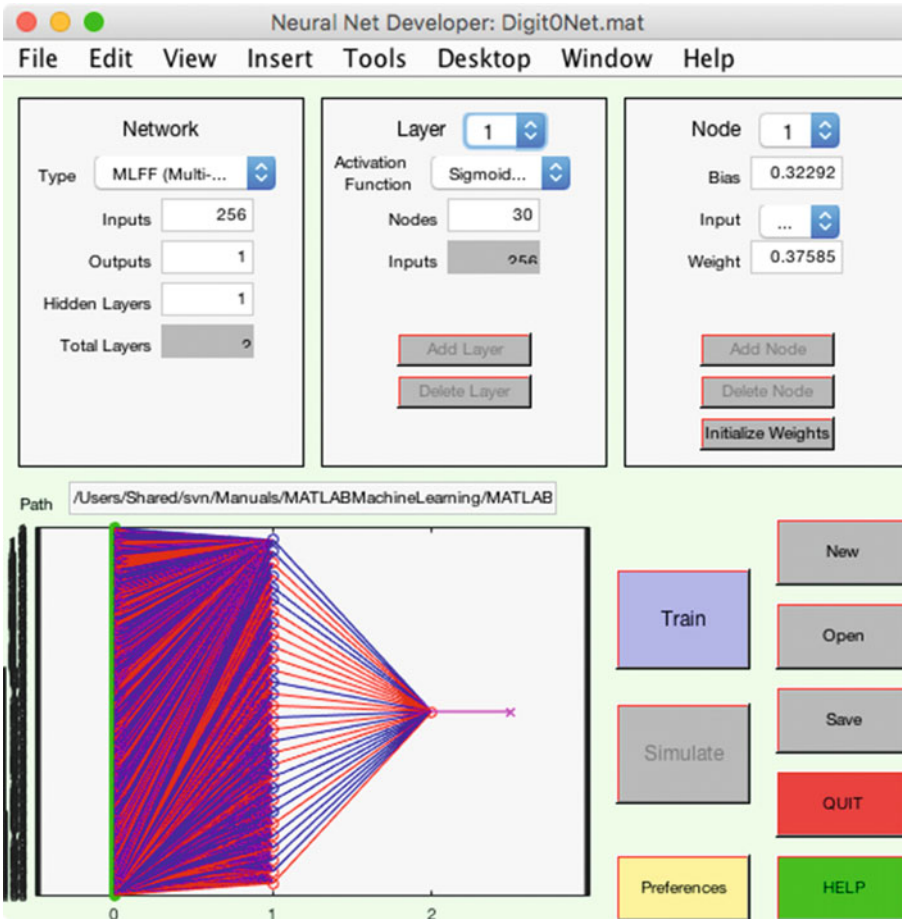 Neural Net Developer: Digit0Net.mat
File Edit View Insert Tools Desktop Window Help
Network
Type MLFF (Multi-...
Inputs 256
Outputs 1
Hidden Layers 1
Total Layers 2
Layer 1
Activation Function Sigmoid...
Nodes 30
Inputs 256
Add Layer
Delete Layer
Node 1
Bias 0.32292
Input ...
Weight 0.37585
Add Node
Delete Node
Initialize Weights
Path /Users/Shared/svn/Manuals/MATLABMachineLearning/MATLAB
0 1 2
Train
Simulate
Preferences
New
Open
Save
QUIT
HELP